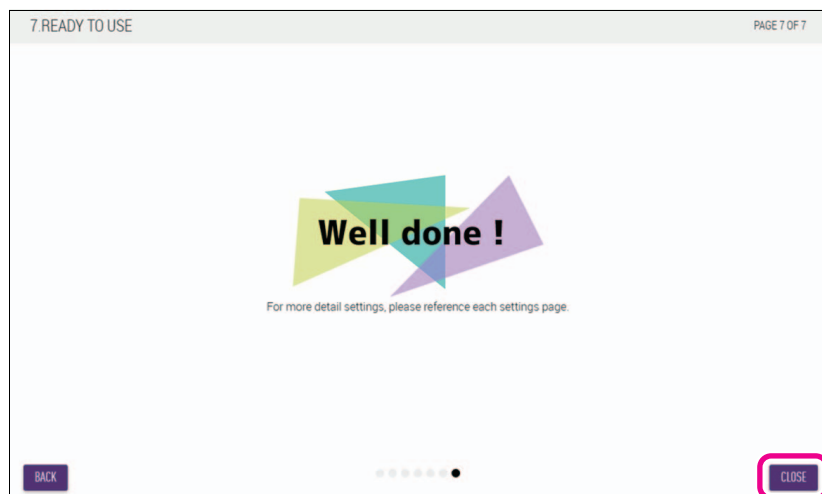 7.READY TO USE
PAGE 7 OF 7
Well done !
For more detail settings, please reference each settings page.
BACK
CLOSE